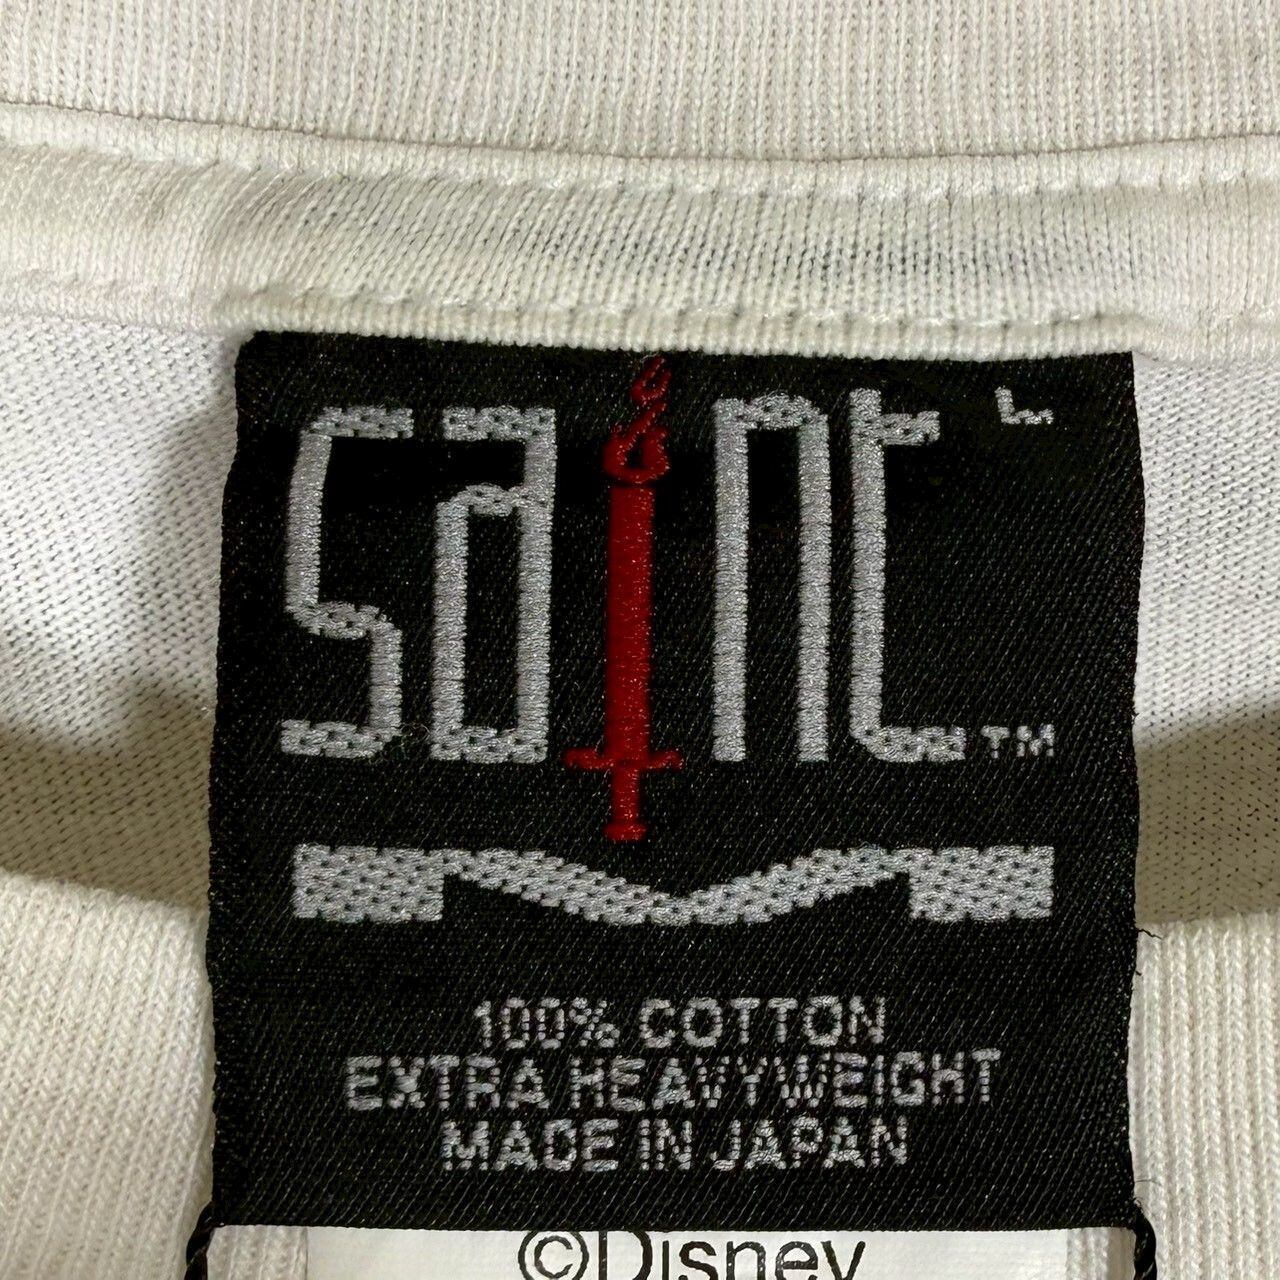 saint L
TM
M
100% COTTON
EXTRA HEAVYWEIGHT
MADE IN JAPAN
©Disney